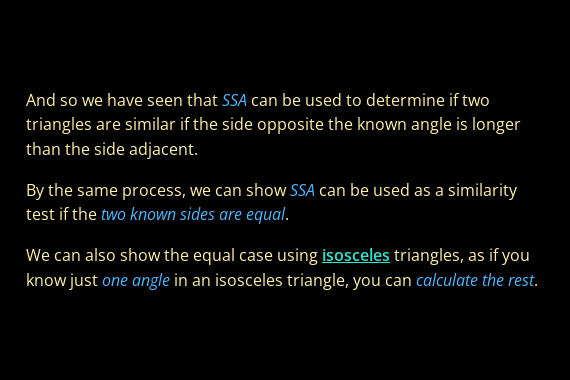 And so we have seen that SSA can be used to determine if two
triangles are similar if the side opposite the known angle is longer
than the side adjacent.
By the same process, we can show SSA can be used as a similarity
test if the two known sides are equal.
We can also show the equal case using isosceles triangles, as if you
know just one angle in an isosceles triangle, you can calculate the rest.